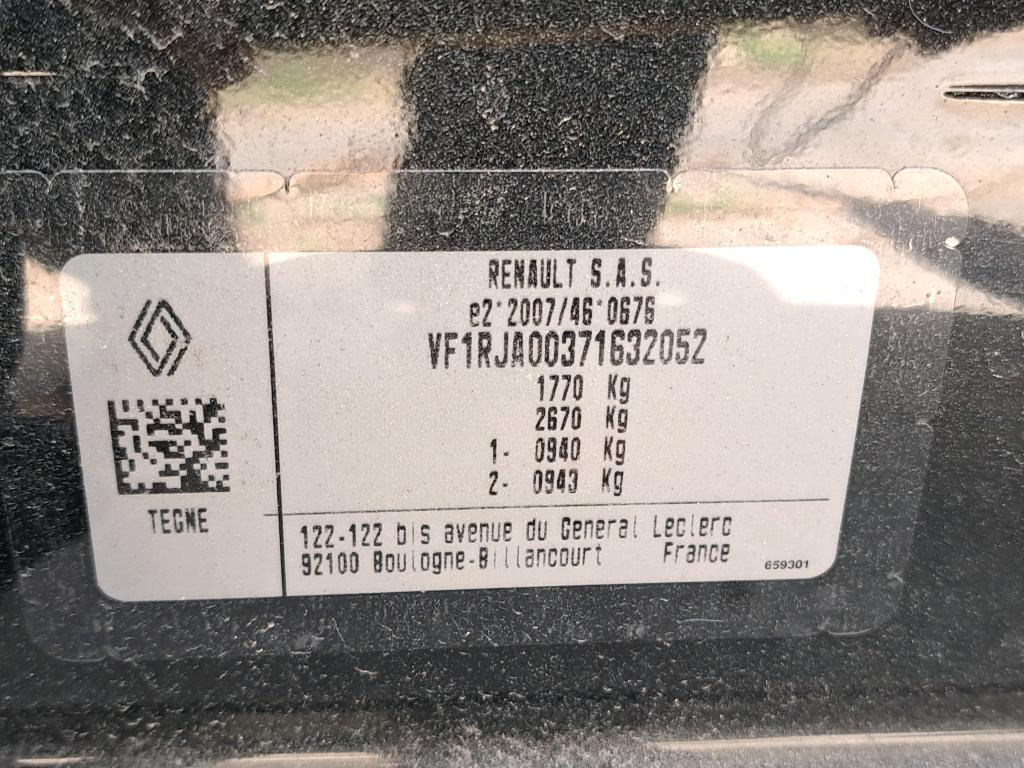 RENAULT S.A.S.
e2*2007/46*0676
VF1RJA00371632052
1770 Kg
2670 Kg
1- 0940 Kg
2- 0943 Kg
TEGNE
122-122 bis avenue du General Leclerc
92100 Boulogne-Billancourt France
659301